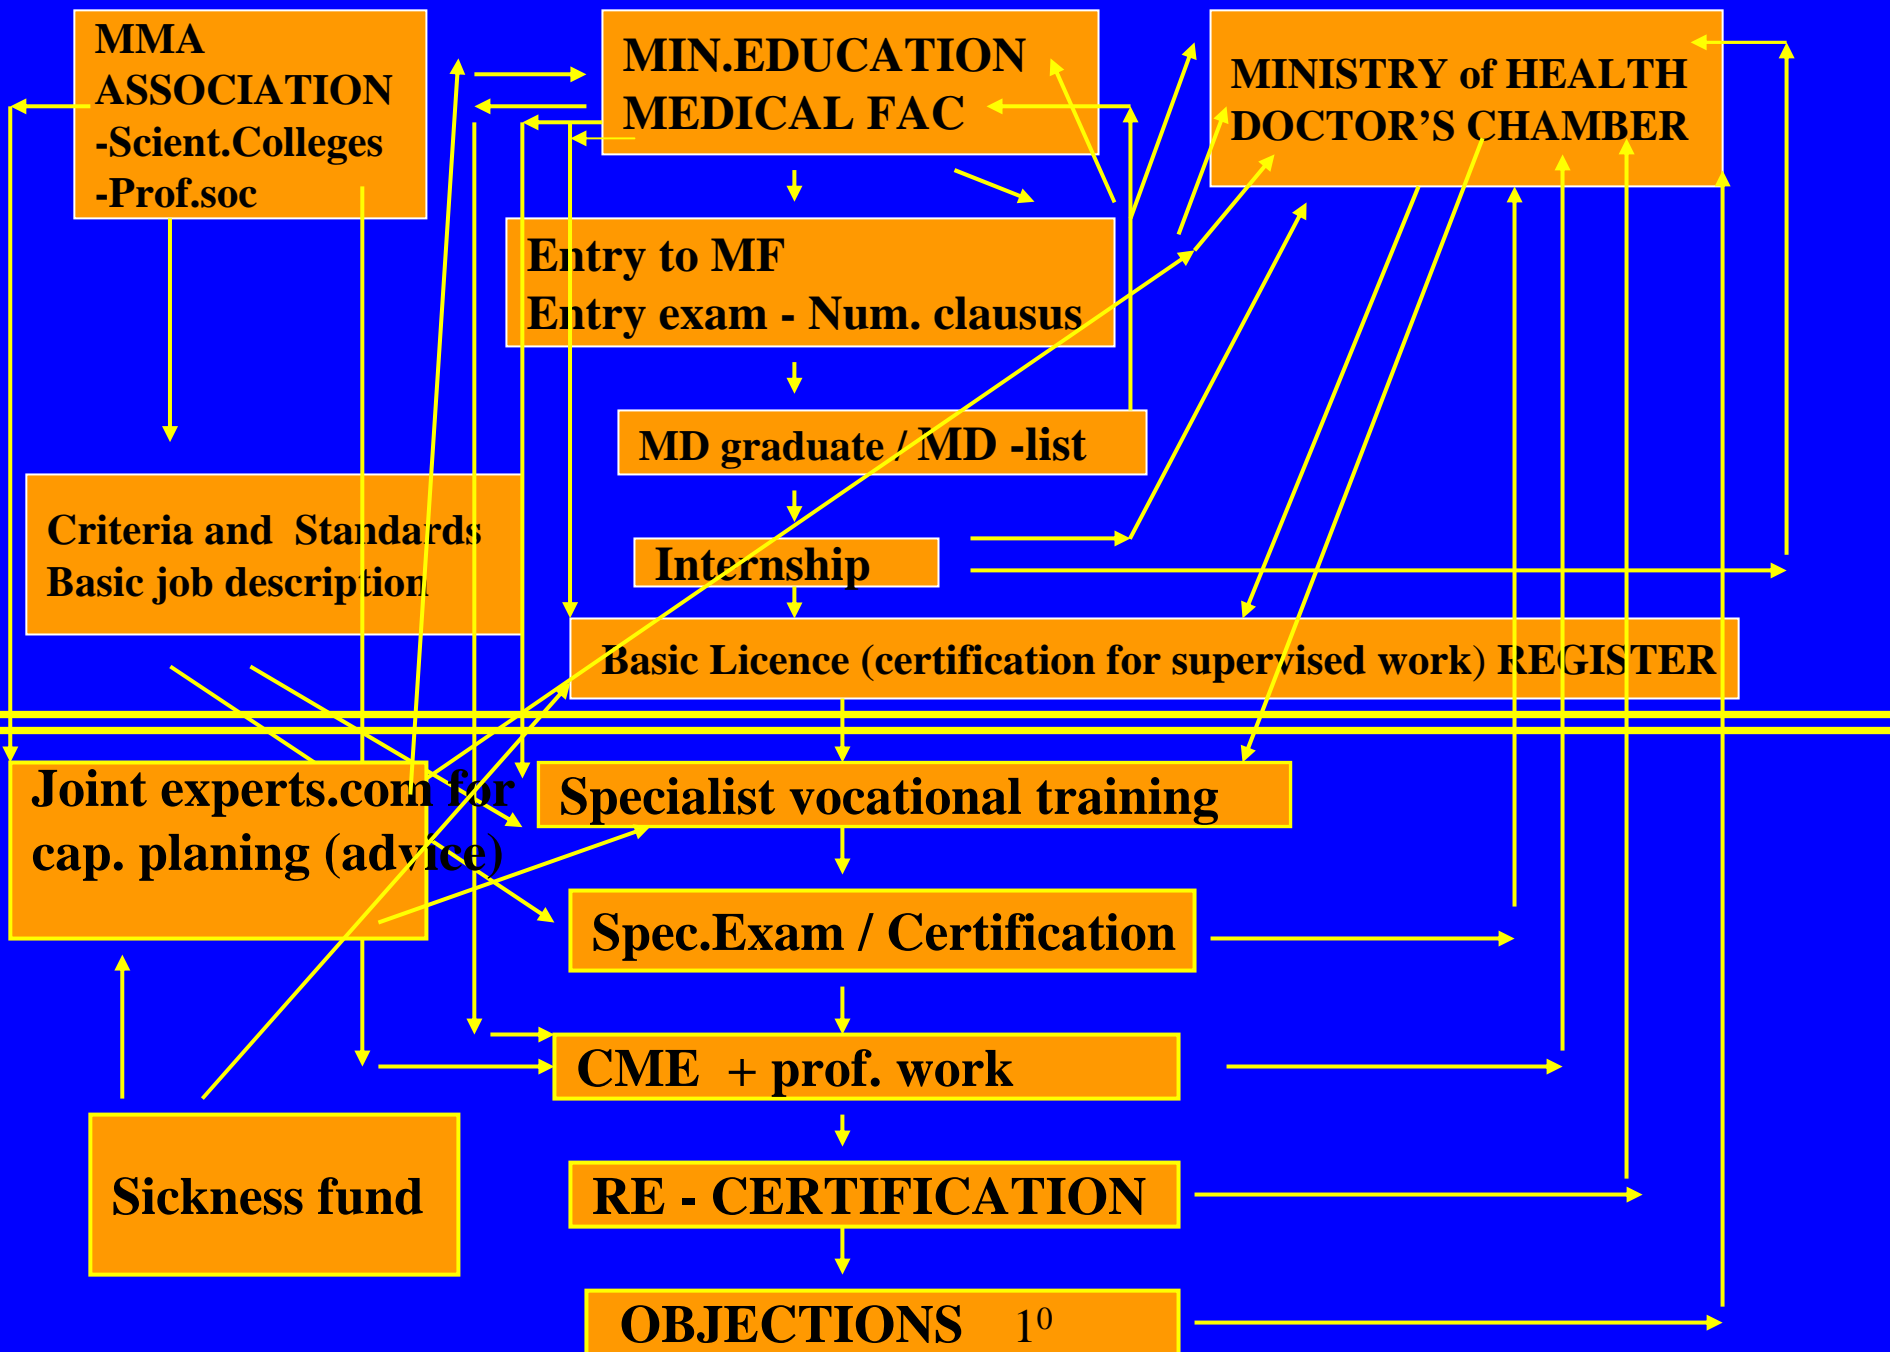 MMA
ASSOCIATION
-Scient.Colleges
-Prof.soc
MIN.EDUCATION
MEDICAL FAC
MINISTRY of HEALTH
DOCTOR'S CHAMBER
Entry to MF
Entry exam - Num. clausus
MD graduate / MD -list
Criteria and Standards
Basic job description
Internship
Basic Licence (certification for supervised work) REGISTER
Joint experts.com for
cap. planing (advice)
Specialist vocational training
Spec.Exam / Certification
CME + prof. work
Sickness fund
RE - CERTIFICATION
OBJECTIONS 1⁰